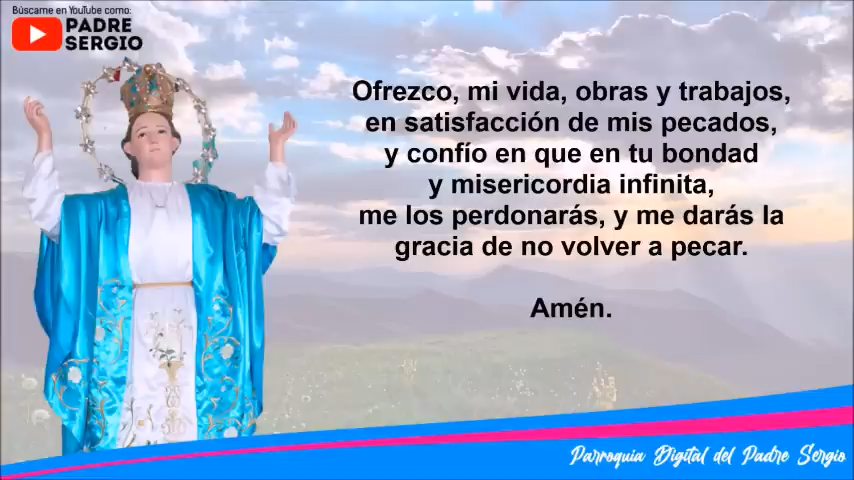 Búscame en YouTube como:
PADRE
SERGIO
Ofrezco, mi vida, obras y trabajos,
en satisfacción de mis pecados,
y confío en que en tu bondad
y misericordia infinita,
me los perdonarás, y me darás la
gracia de no volver a pecar.
Amén.
Parroquia Digital del Padre Sergio